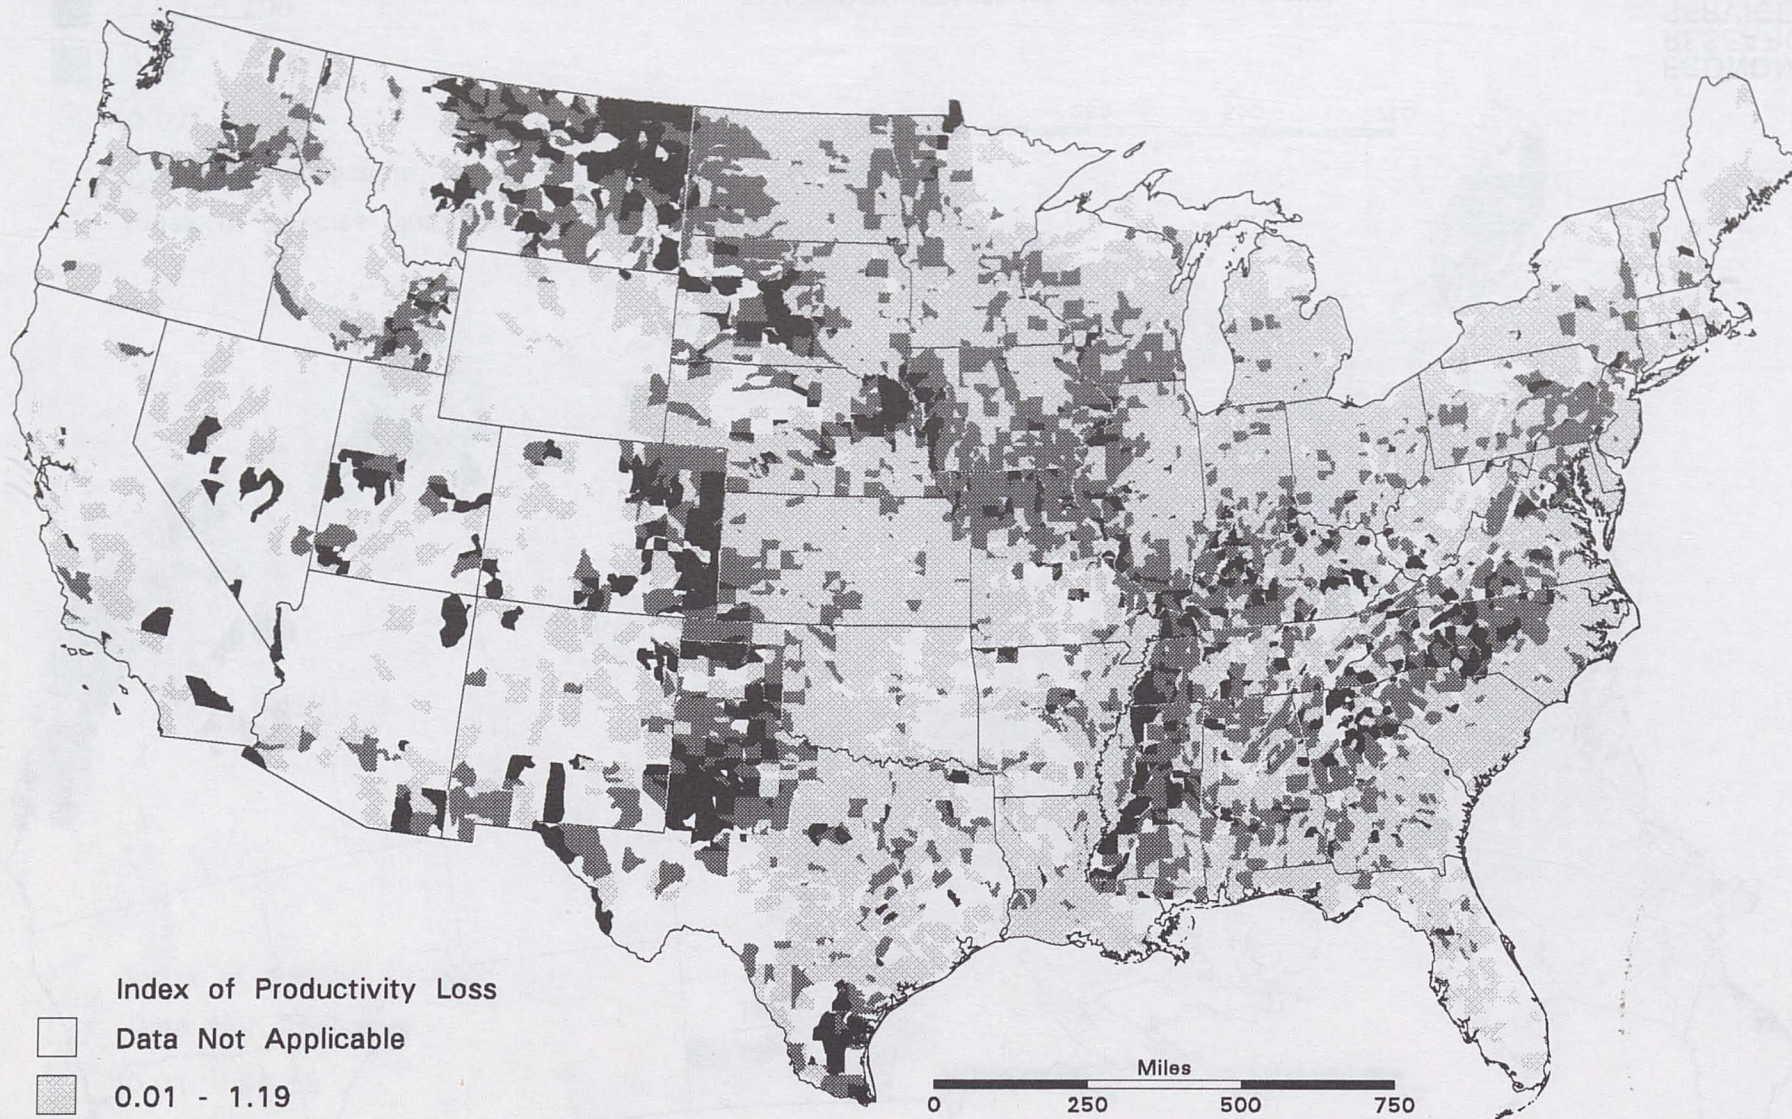 Index of Productivity Loss
Data Not Applicable
0.01 - 1.19
Miles
0 250 500 750